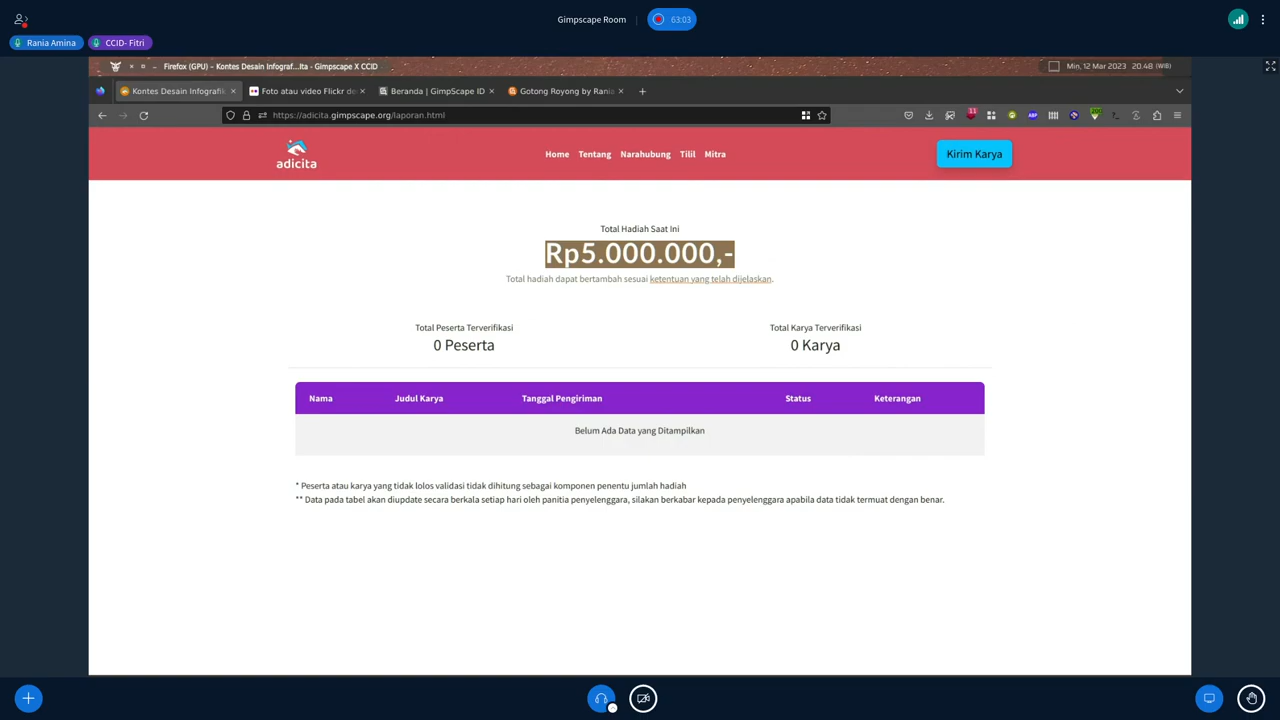 Gimpscape Room
63:03
Rania Amina
CCID- Fitri
Firefox (GPU) – Kontes Desain Infograf...lta - Gimpscape X CCID
Min, 12 Mar 2023 20.48 (WIB)
Kontes Desain Infografik
Foto atau video Flickr de
Beranda | GimpScape ID
Gotong Royong by Rania
https://adicita.gimpscape.org/laporan.html
11
ABP
adicita
Home
Tentang
Narahubung
Tilil
Mitra
Kirim Karya
Total Hadiah Saat Ini
Rp5.000.000,-
Total hadiah dapat bertambah sesuai ketentuan yang telah dijelaskan.
Total Peserta Terverifikasi
0 Peserta
Total Karya Terverifikasi
0 Karya
Nama
Judul Karya
Tanggal Pengiriman
Status
Keterangan
Belum Ada Data yang Ditampilkan
* Peserta atau karya yang tidak lolos validasi tidak dihitung sebagai komponen penentu jumlah hadiah
** Data pada tabel akan diupdate secara berkala setiap hari oleh panitia penyelenggara, silakan berkabar kepada penyelenggara apabila data tidak termuat dengan benar.